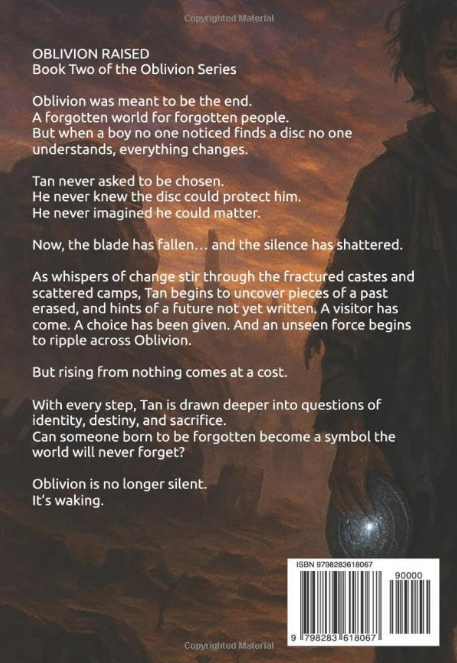 Copyrighted Material
OBLIVION RAISED
Book Two of the Oblivion Series
Oblivion was meant to be the end.
A forgotten world for forgotten people.
But when a boy no one noticed finds a disc no one
understands, everything changes.
Tan never asked to be chosen.
He never knew the disc could protect him.
He never imagined he could matter.
Now, the blade has fallen… and the silence has shattered.
As whispers of change stir through the fractured castes and
scattered camps, Tan begins to uncover pieces of a past
erased, and hints of a future not yet written. A visitor has
come. A choice has been given. And an unseen force begins
to ripple across Oblivion.
But rising from nothing comes at a cost.
With every step, Tan is drawn deeper into questions of
identity, destiny, and sacrifice.
Can someone born to be forgotten become a symbol the
world will never forget?
Oblivion is no longer silent.
It's waking.
ISBN 9798283618067
90000
9 798283 618067
Copyrighted Material